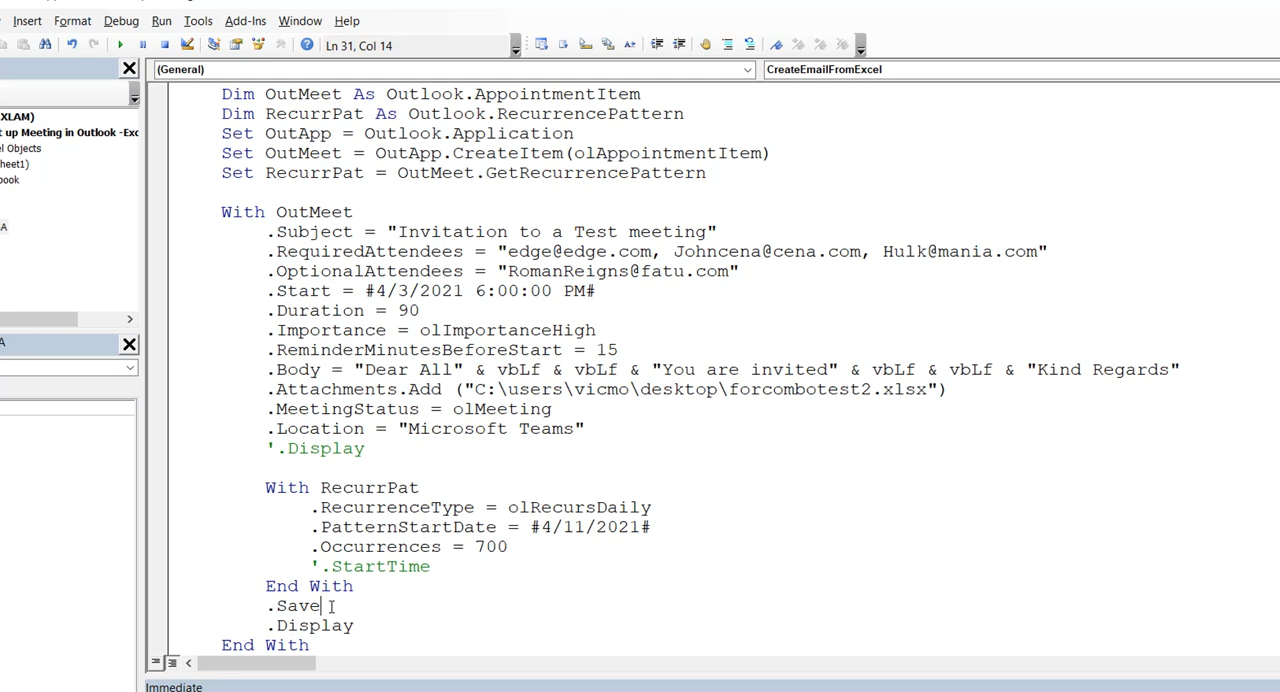 Insert Format Debug Run Tools Add-Ins Window Help
Ln 31, Col 14
(General) CreateEmailFromExcel
XLAM)
t up Meeting in Outlook -Exc
el Objects
heet1)
book
A
A
Dim OutMeet As Outlook.AppointmentItem
Dim RecurrPat As Outlook.RecurrencePattern
Set OutApp = Outlook.Application
Set OutMeet = OutApp.CreateItem(olAppointmentItem)
Set RecurrPat = OutMeet.GetRecurrencePattern
With OutMeet
.Subject = "Invitation to a Test meeting"
.RequiredAttendees = "edge@edge.com, Johncena@cena.com, Hulk@mania.com"
.OptionalAttendees = "RomanReigns@fatu.com"
.Start = #4/3/2021 6:00:00 PM#
.Duration = 90
.Importance = olImportanceHigh
.ReminderMinutesBeforeStart = 15
.Body = "Dear All" & vbLf & vbLf & "You are invited" & vbLf & vbLf & "Kind Regards"
.Attachments.Add ("C:\users\vicmo\desktop\forcombotest2.xlsx")
.MeetingStatus = olMeeting
.Location = "Microsoft Teams"
'.Display
With RecurrPat
.RecurrenceType = olRecursDaily
.PatternStartDate = #4/11/2021#
.Occurrences = 700
'.StartTime
End With
.Save
.Display
End With
Immediate